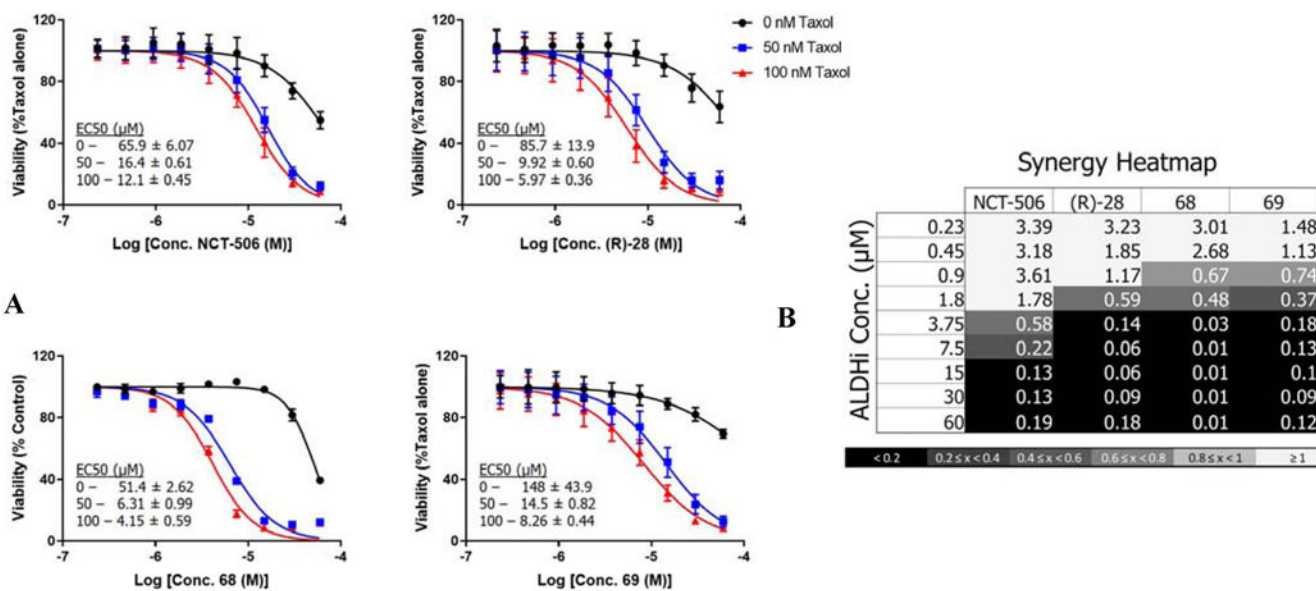 120
80
40
0
Viability (%Taxol alone)
EC50 (µM)
0 – 65.9 ± 6.07
50 – 16.4 ± 0.61
100 – 12.1 ± 0.45
-7 -6 -5 -4
Log [Conc. NCT-506 (M)]
120
80
40
0
Viability (%Taxol alone)
EC50 (µM)
0 – 85.7 ± 13.9
50 – 9.92 ± 0.60
100 – 5.97 ± 0.36
-7 -6 -5 -4
Log [Conc. (R)-28 (M)]
0 nM Taxol
50 nM Taxol
100 nM Taxol
A
120
80
40
0
Viability (% Control)
EC50 (µM)
0 – 51.4 ± 2.62
50 – 6.31 ± 0.99
100 – 4.15 ± 0.59
-7 -6 -5 -4
Log [Conc. 68 (M)]
120
80
40
0
Viability (%Taxol alone)
EC50 (µM)
0 – 148 ± 43.9
50 – 14.5 ± 0.82
100 – 8.26 ± 0.44
-7 -6 -5 -4
Log [Conc. 69 (M)]
B
Synergy Heatmap
ALDHi Conc. (µM)
NCT-506 (R)-28 68 69
0.23 3.39 3.23 3.01 1.48
0.45 3.18 1.85 2.68 1.13
0.9 3.61 1.17 0.67 0.74
1.8 1.78 0.59 0.48 0.37
3.75 0.58 0.14 0.03 0.18
7.5 0.22 0.06 0.01 0.13
15 0.13 0.06 0.01 0.1
30 0.13 0.09 0.01 0.09
60 0.19 0.18 0.01 0.12
< 0.2 0.2 ≤ x < 0.4 0.4 ≤ x < 0.6 0.6 ≤ x < 0.8 0.8 ≤ x < 1 ≥ 1